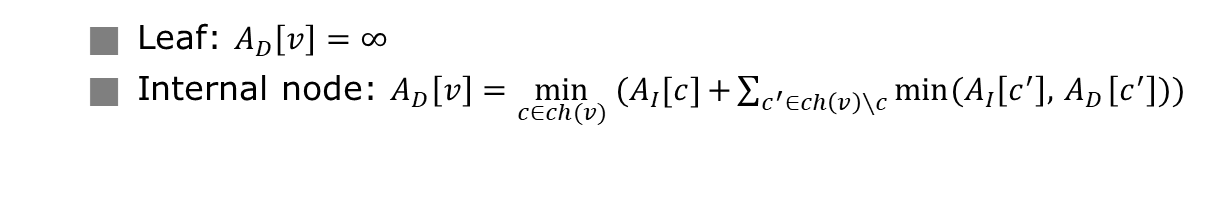 Leaf: A_D[v] = ∞
Internal node: A_D[v] = min_{c∈ch(v)} (A_I[c] + ∑_{c′∈ch(v)\c} min(A_I[c′], A_D[c′]))